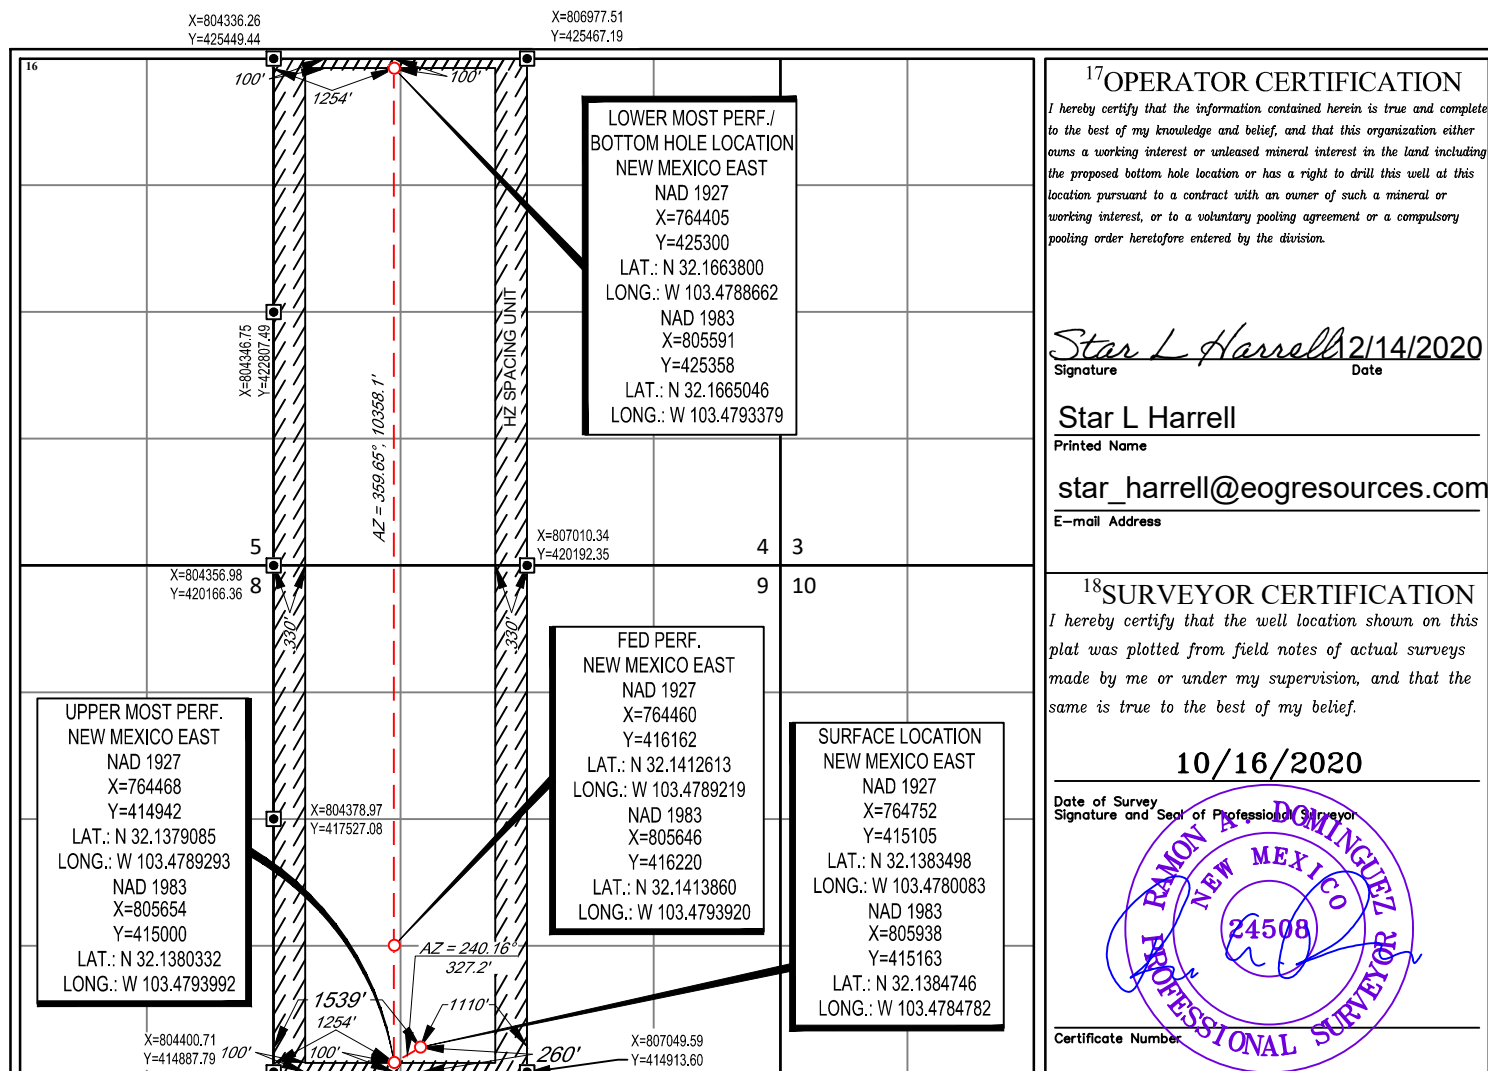 X=804336.26
Y=425449.44
X=806977.51
Y=425467.19
16
100'
1254'
100'
LOWER MOST PERF./
BOTTOM HOLE LOCATION
NEW MEXICO EAST
NAD 1927
X=764405
Y=425300
LAT.: N 32.1663800
LONG.: W 103.4788662
NAD 1983
X=805591
Y=425358
LAT.: N 32.1665046
LONG.: W 103.4793379
X=804346.75
Y=422807.49
AZ = 359.65°, 10358.1'
HZ SPACING UNIT
X=807010.34
Y=420192.35
5
4
3
X=804356.98
Y=420166.36
8
9
10
330'
330'
FED PERF.
NEW MEXICO EAST
NAD 1927
X=764460
Y=416162
LAT.: N 32.1412613
LONG.: W 103.4789219
NAD 1983
X=805646
Y=416220
LAT.: N 32.1413860
LONG.: W 103.4793920
UPPER MOST PERF.
NEW MEXICO EAST
NAD 1927
X=764468
Y=414942
LAT.: N 32.1379085
LONG.: W 103.4789293
NAD 1983
X=805654
Y=415000
LAT.: N 32.1380332
LONG.: W 103.4793992
X=804378.97
Y=417527.08
SURFACE LOCATION
NEW MEXICO EAST
NAD 1927
X=764752
Y=415105
LAT.: N 32.1383498
LONG.: W 103.4780083
NAD 1983
X=805938
Y=415163
LAT.: N 32.1384746
LONG.: W 103.4784782
AZ = 240.16°
327.2'
1539'
1110'
1254'
X=804400.71
Y=414887.79
100'
100'
260'
X=807049.59
Y=414913.60
17OPERATOR CERTIFICATION
I hereby certify that the information contained herein is true and complete
to the best of my knowledge and belief, and that this organization either
owns a working interest or unleased mineral interest in the land including
the proposed bottom hole location or has a right to drill this well at this
location pursuant to a contract with an owner of such a mineral or
working interest, or to a voluntary pooling agreement or a compulsory
pooling order heretofore entered by the division.
Star L Harrell 12/14/2020
Signature Date
Star L Harrell
Printed Name
star_harrell@eogresources.com
E-mail Address
18SURVEYOR CERTIFICATION
I hereby certify that the well location shown on this
plat was plotted from field notes of actual surveys
made by me or under my supervision, and that the
same is true to the best of my belief.
10/16/2020
Date of Survey
Signature and Seal of Professional Surveyor
RAMON A. DOMINGUEZ
NEW MEXICO
24508
PROFESSIONAL SURVEYOR
Certificate Number